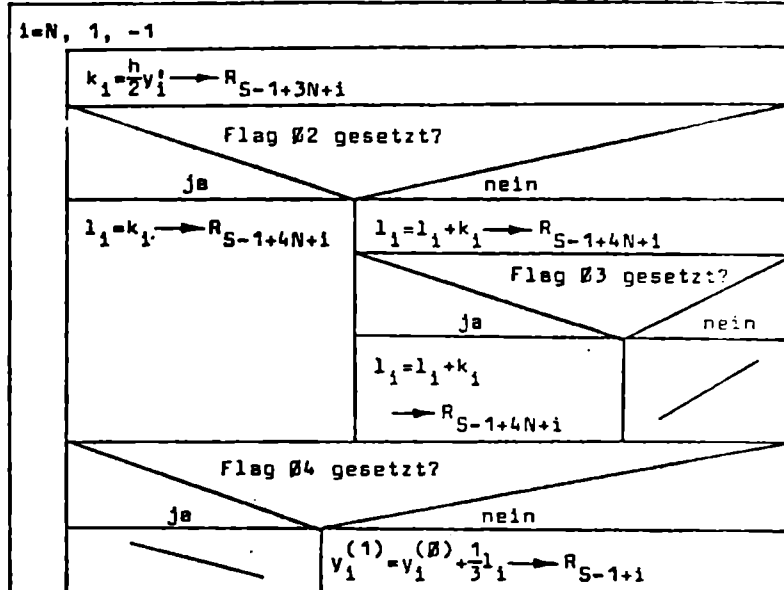 i=N, 1, -1
k_i=h/2 y_i' → R_S-1+3N+i
Flag Ø2 gesetzt?
ja nein
l_i=k_i → R_S-1+4N+i
l_i=l_i+k_i → R_S-1+4N+i
Flag Ø3 gesetzt?
ja nein
l_i=l_i+k_i
→ R_S-1+4N+i
Flag Ø4 gesetzt?
ja nein
y_i^(1)=y_i^(Ø)+1/3 l_i → R_S-1+i